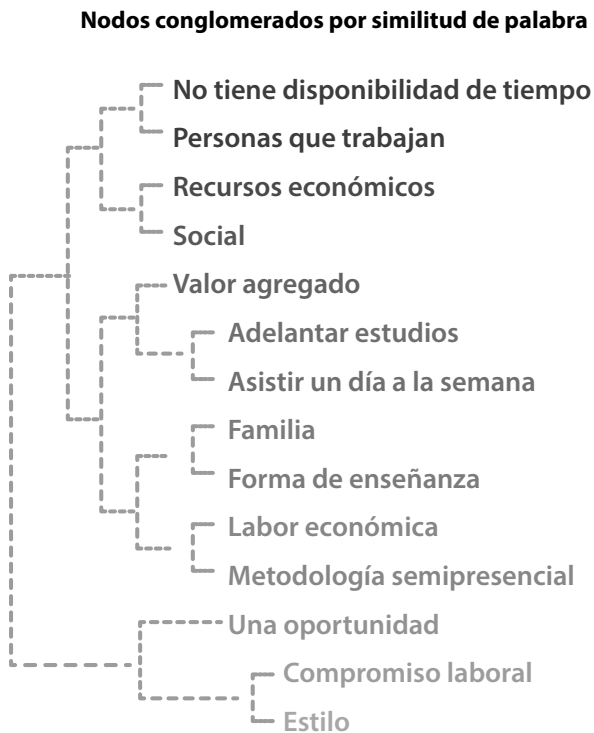 Nodos conglomerados por similitud de palabra
No tiene disponibilidad de tiempo
Personas que trabajan
Recursos económicos
Social
Valor agregado
Adelantar estudios
Asistir un día a la semana
Familia
Forma de enseñanza
Labor económica
Metodología semipresencial
Una oportunidad
Compromiso laboral
Estilo